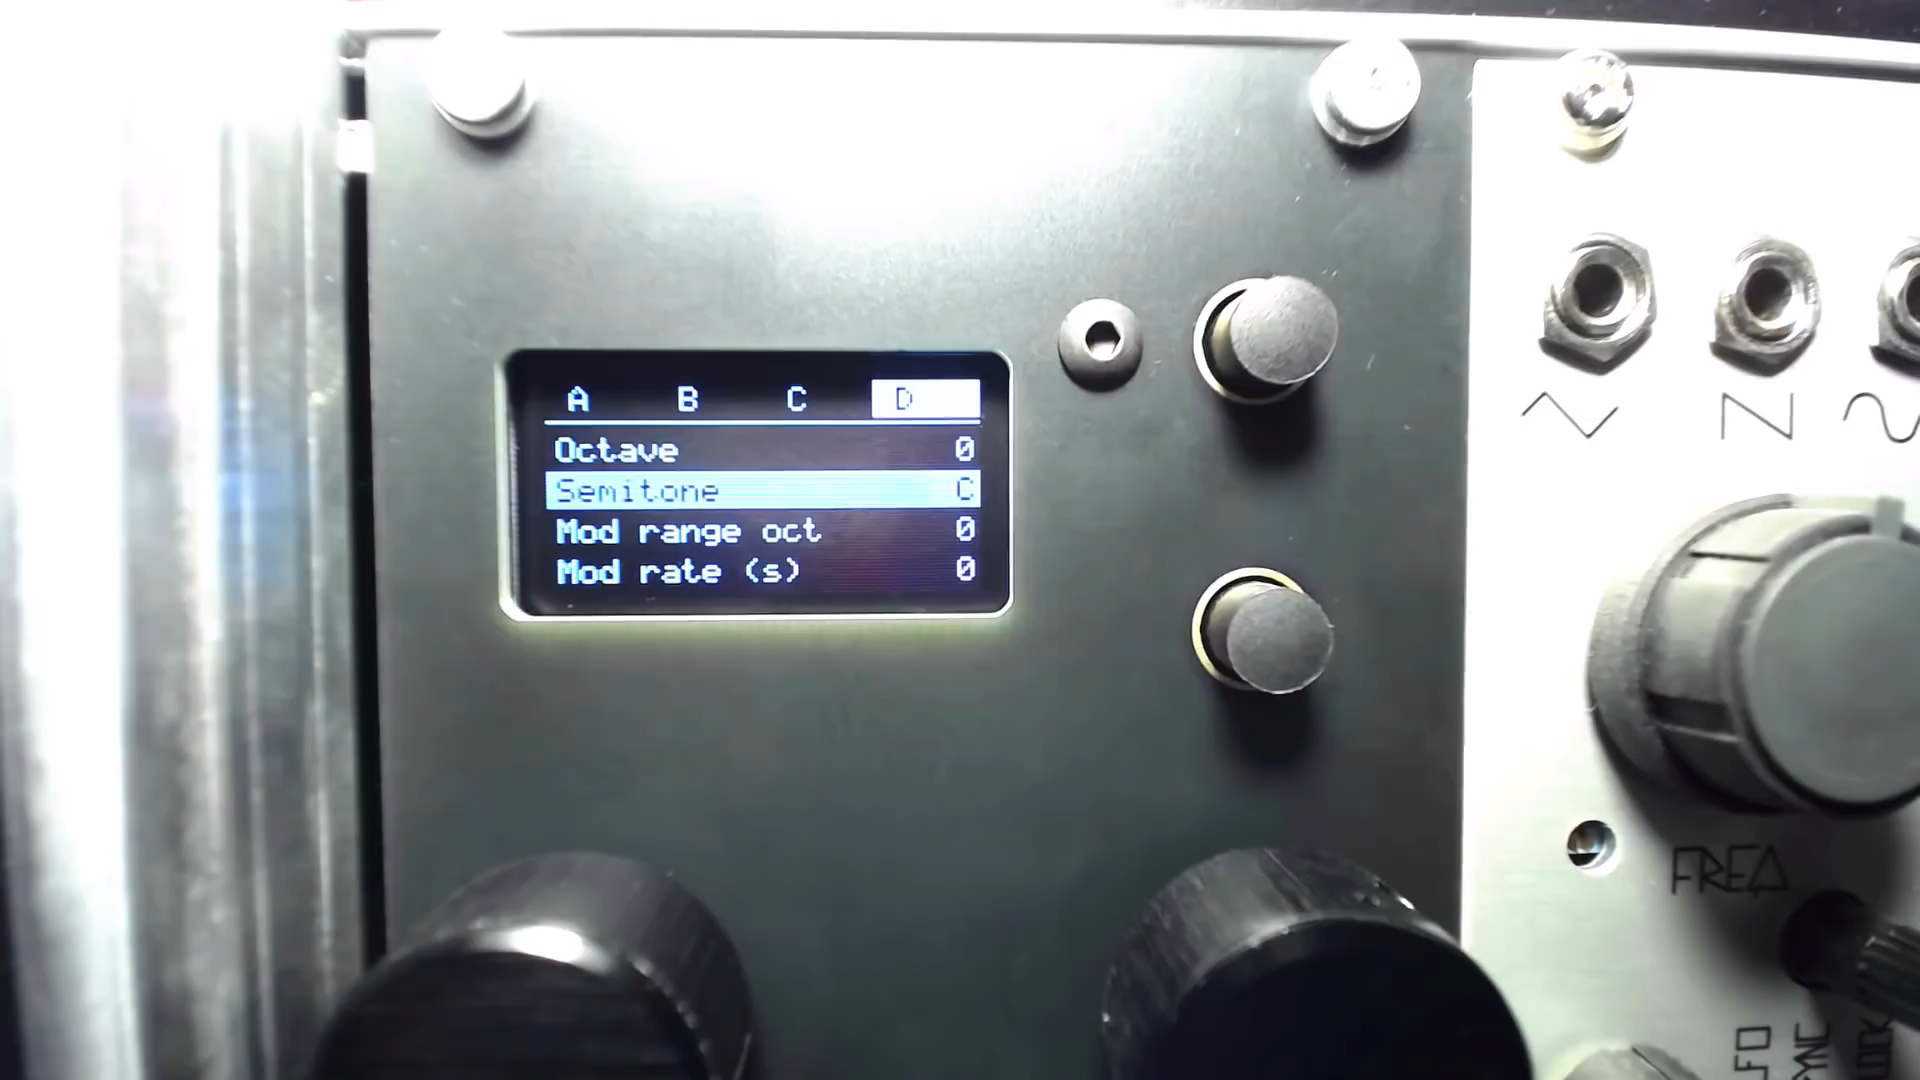 A B C D
Octave 0
Semitone C
Mod range oct 0
Mod rate (s) 0
FREQ